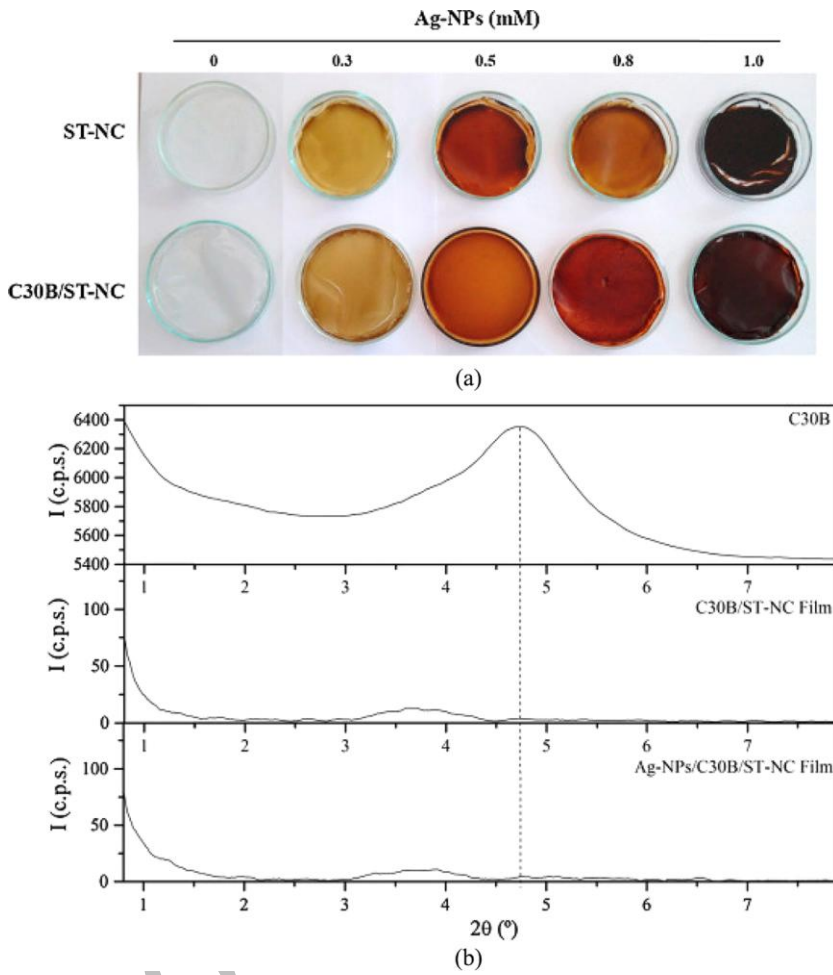 Ag-NPs (mM)
0 0.3 0.5 0.8 1.0
ST-NC
C30B/ST-NC
(a)
C30B
6400
6200
6000
5800
5600
5400
I (c.p.s.)
1 2 3 4 5 6 7
C30B/ST-NC Film
100
50
0
I (c.p.s.)
1 2 3 4 5 6 7
Ag-NPs/C30B/ST-NC Film
100
50
0
I (c.p.s.)
1 2 3 4 5 6 7
2θ (º)
(b)